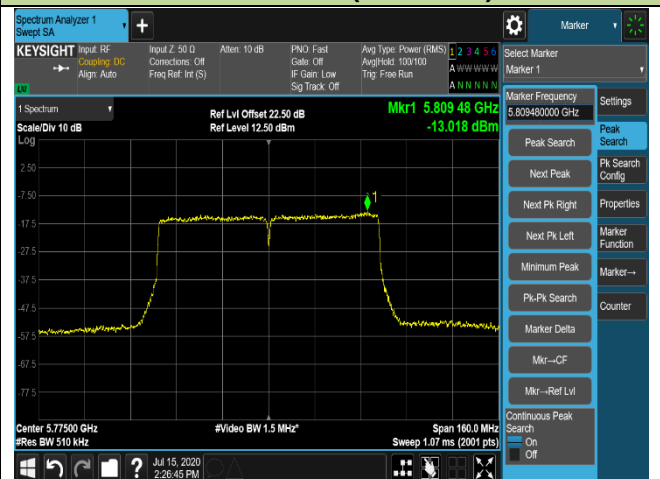 Spectrum Analyzer 1
Swept SA
Marker
KEYSIGHT
Input: RF
Coupling: DC
Align: Auto
Input Z: 50 Ω
Corrections: Off
Freq Ref: Int (S)
Atten: 10 dB
PNO: Fast
Gate: Off
IF Gain: Low
Sig Track: Off
Avg Type: Power (RMS)
Avg|Hold: 100/100
Trig: Free Run
1 2 3 4 5 6
A W W W W W
A N N N N N
LXI
Select Marker
Marker 1
1 Spectrum
Scale/Div 10 dB
Log
Ref Lvl Offset 22.50 dB
Ref Level 12.50 dBm
Mkr1 5.809 48 GHz
-13.018 dBm
2.50
-7.50
-17.5
-27.5
-37.5
-47.5
-57.5
-67.5
-77.5
1
Center 5.77500 GHz
#Res BW 510 kHz
#Video BW 1.5 MHz*
Span 160.0 MHz
Sweep 1.07 ms (2001 pts)
Marker Frequency
5.809480000 GHz
Peak Search
Next Peak
Next Pk Right
Next Pk Left
Minimum Peak
Pk-Pk Search
Marker Delta
Mkr→CF
Mkr→Ref Lvl
Continuous Peak
Search
On
Off
Settings
Peak
Search
Pk Search
Config
Properties
Marker
Function
Marker→
Counter
Jul 15, 2020
2:26:45 PM